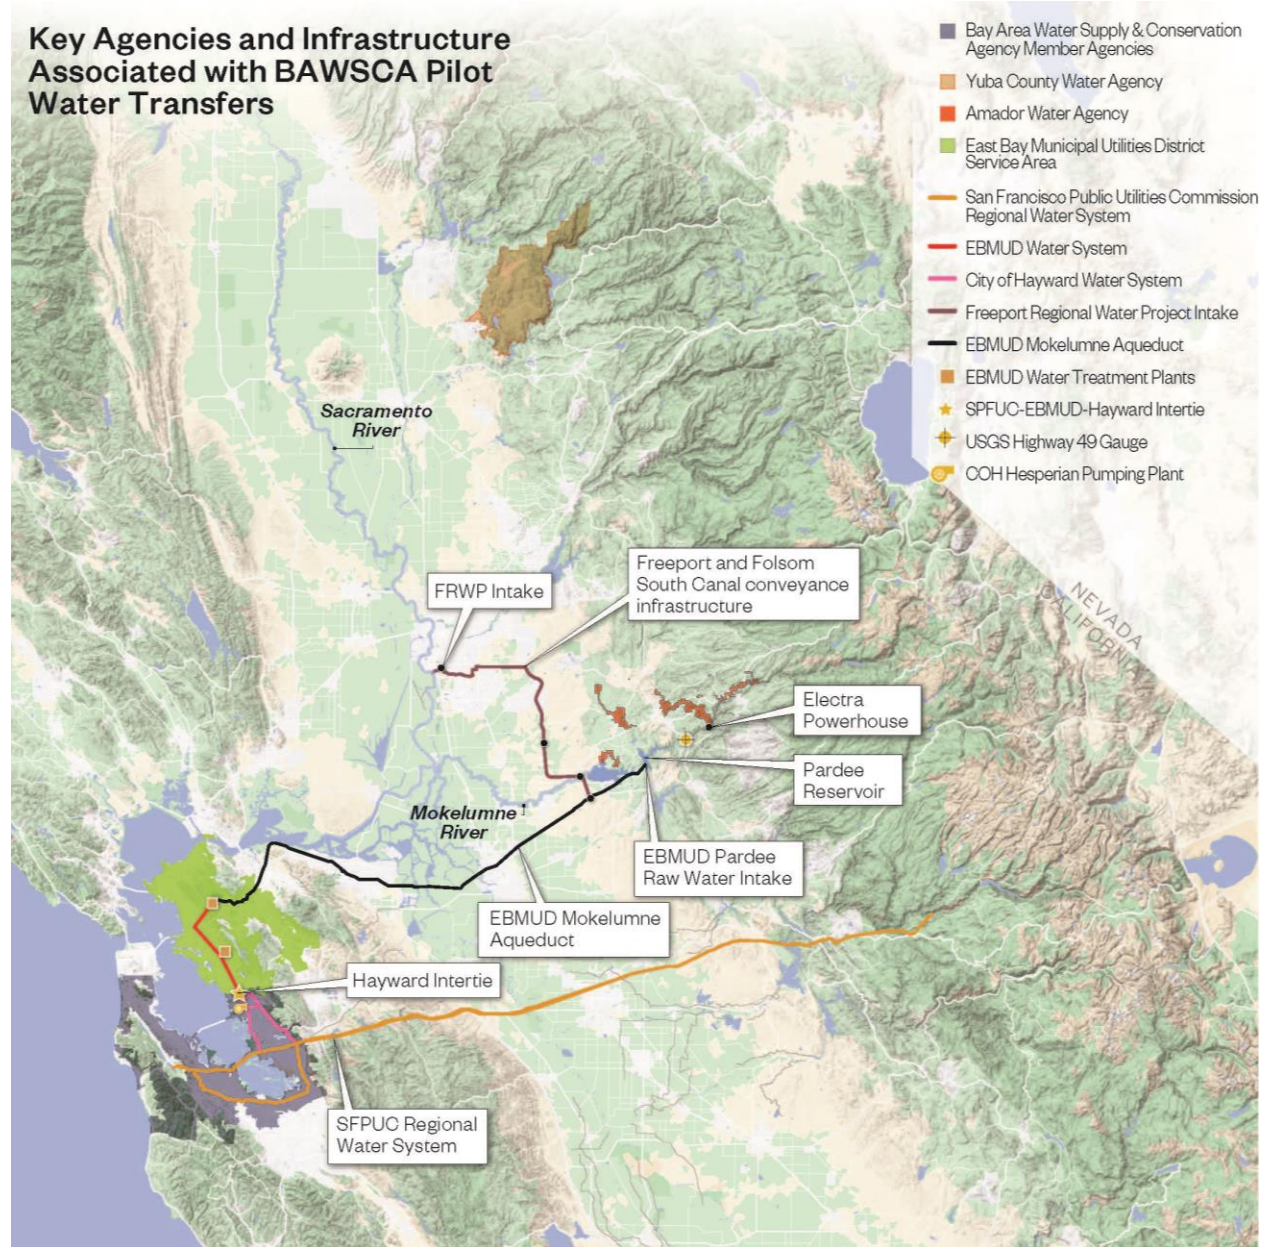 Key Agencies and Infrastructure
Associated with BAWSCA Pilot
Water Transfers
Bay Area Water Supply & Conservation
Agency Member Agencies
Yuba County Water Agency
Amador Water Agency
East Bay Municipal Utilities District
Service Area
San Francisco Public Utilities Commission
Regional Water System
EBMUD Water System
City of Hayward Water System
Freeport Regional Water Project Intake
EBMUD Mokelumne Aqueduct
EBMUD Water Treatment Plants
SPFUC-EBMUD-Hayward Intertie
USGS Highway 49 Gauge
COH Hesperian Pumping Plant
Sacramento
River
FRWP Intake
Freeport and Folsom
South Canal conveyance
infrastructure
NEVADA
CALIFORNIA
Electra
Powerhouse
Pardee
Reservoir
Mokelumne
River
EBMUD Pardee
Raw Water Intake
EBMUD Mokelumne
Aqueduct
Hayward Intertie
SFPUC Regional
Water System